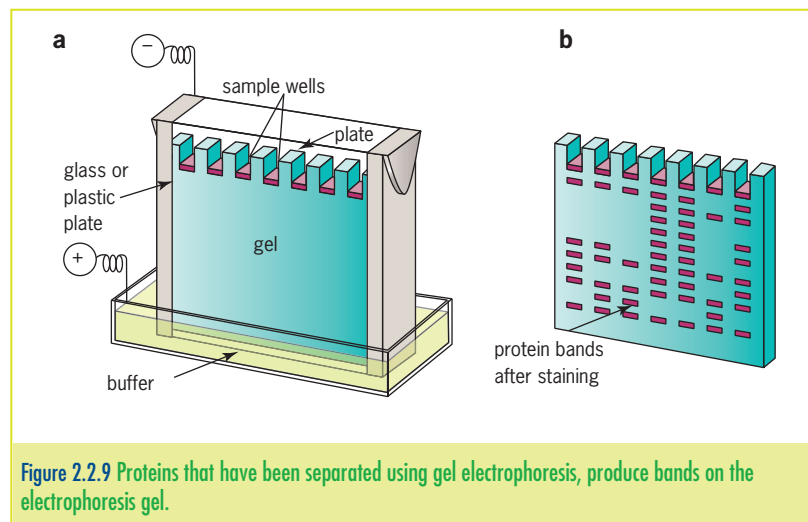 a
−
sample wells
plate
glass or
plastic
plate
+
gel
buffer
b
protein bands
after staining
Figure 2.2.9 Proteins that have been separated using gel electrophoresis, produce bands on the
electrophoresis gel.